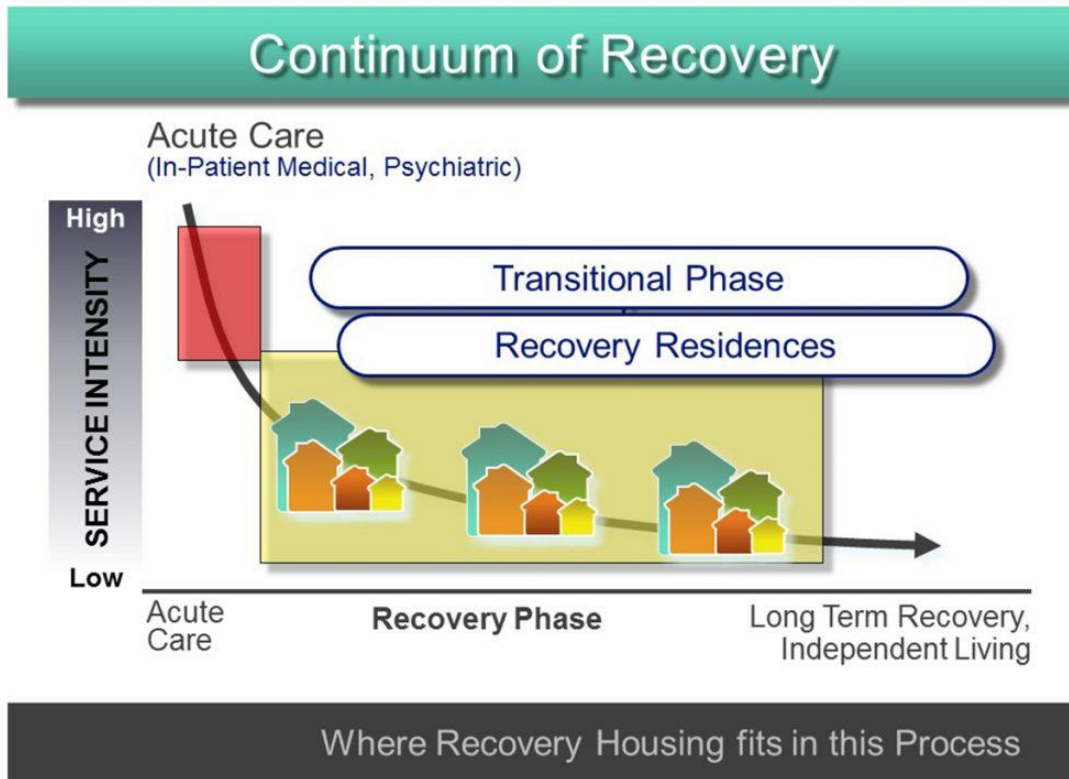 Continuum of Recovery
Acute Care
(In-Patient Medical, Psychiatric)
High
SERVICE INTENSITY
Low
Transitional Phase
Recovery Residences
Acute
Care
Recovery Phase
Long Term Recovery,
Independent Living
Where Recovery Housing fits in this Process